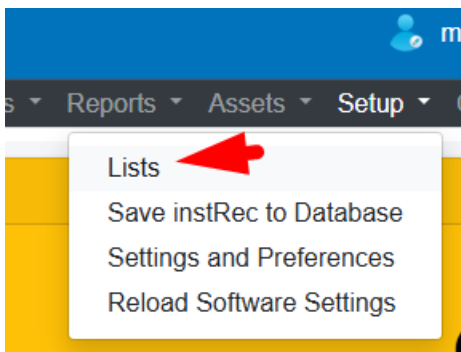 m
s Reports Assets Setup
Lists
Save instRec to Database
Settings and Preferences
Reload Software Settings